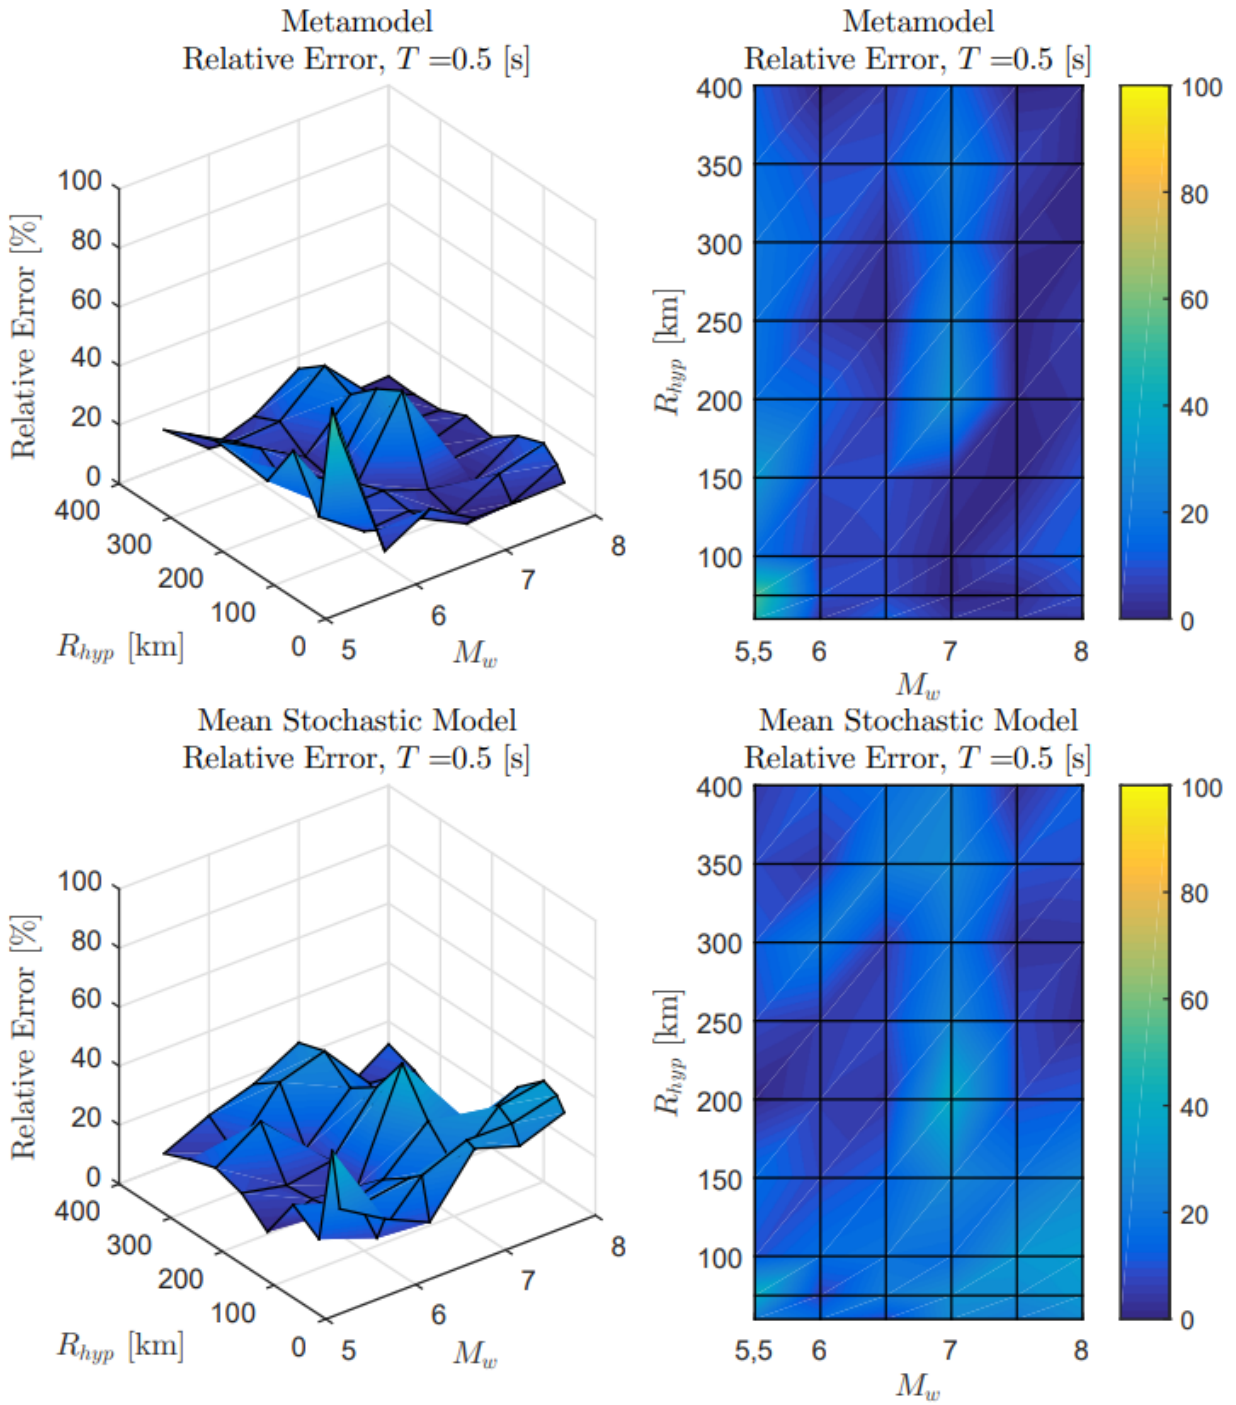 Metamodel
Relative Error, T =0.5 [s]
100
80
60
40
20
0
Relative Error [%]
400
300
200
100
0
R_hyp [km]
5
6
7
8
M_w
Metamodel
Relative Error, T =0.5 [s]
400
350
300
250
200
150
100
R_hyp [km]
5,5 6 7 8
M_w
100
80
60
40
20
0
Mean Stochastic Model
Relative Error, T =0.5 [s]
100
80
60
40
20
0
Relative Error [%]
400
300
200
100
0
R_hyp [km]
5
6
7
8
M_w
Mean Stochastic Model
Relative Error, T =0.5 [s]
400
350
300
250
200
150
100
R_hyp [km]
5,5 6 7 8
M_w
100
80
60
40
20
0